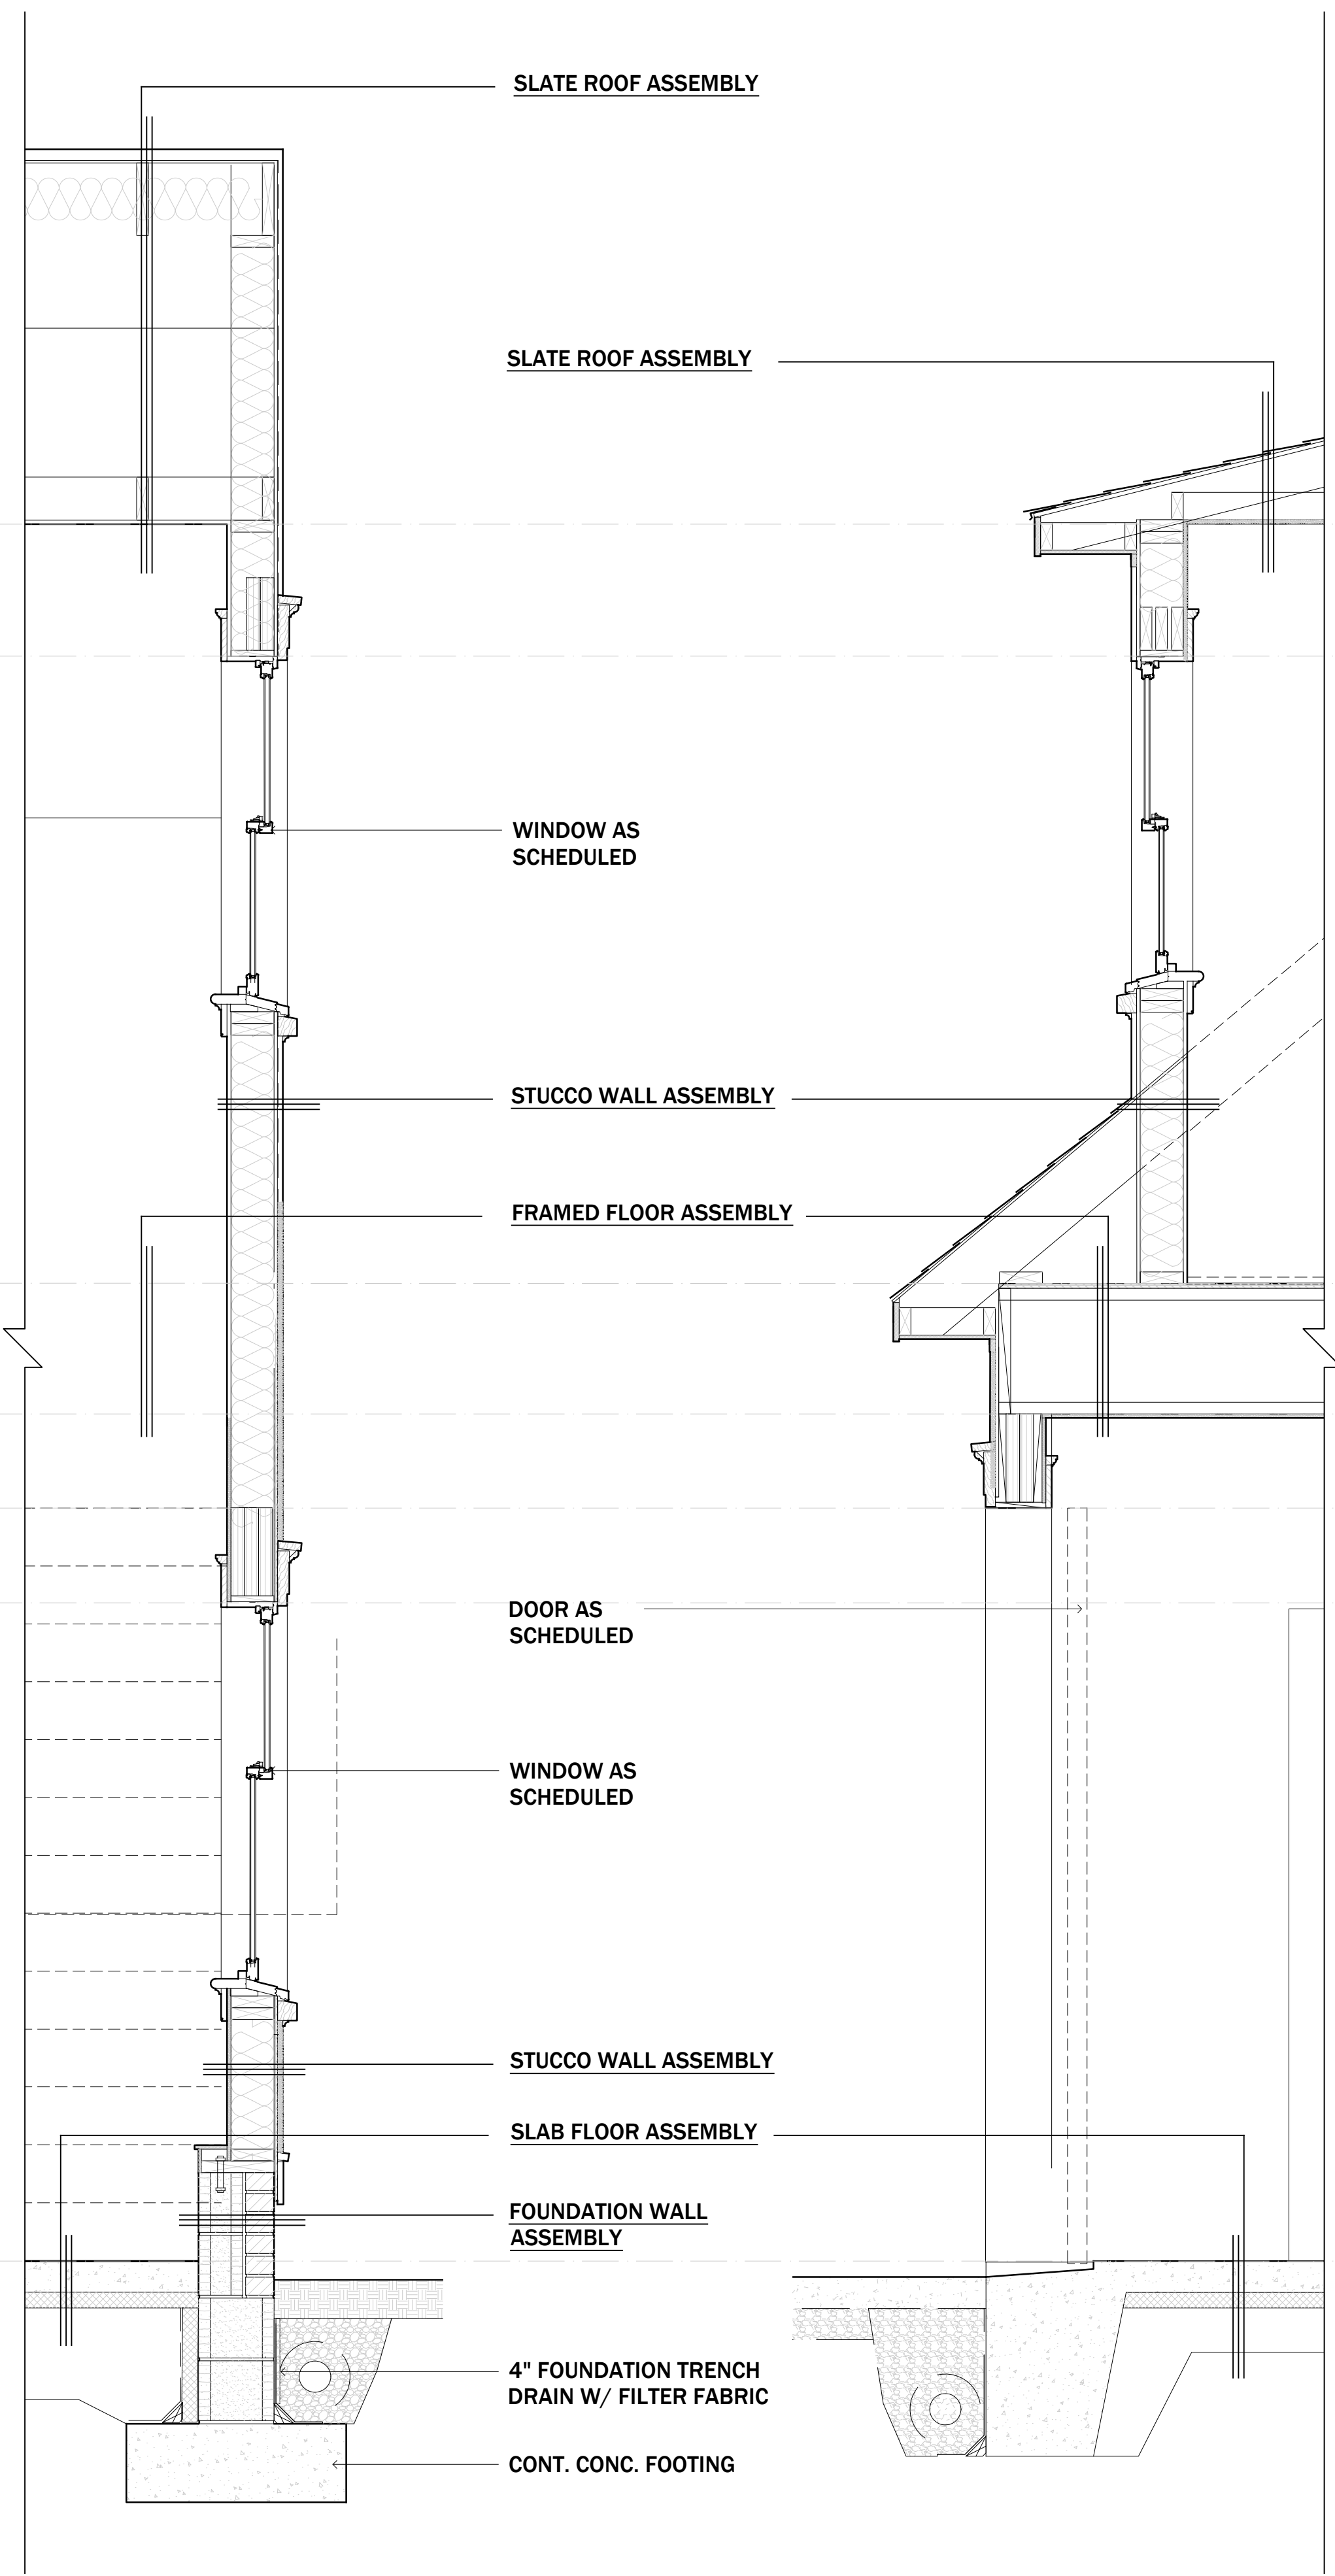 SLATE ROOF ASSEMBLY
SLATE ROOF ASSEMBLY
WINDOW AS
SCHEDULED
STUCCO WALL ASSEMBLY
FRAMED FLOOR ASSEMBLY
DOOR AS
SCHEDULED
WINDOW AS
SCHEDULED
STUCCO WALL ASSEMBLY
SLAB FLOOR ASSEMBLY
FOUNDATION WALL
ASSEMBLY
4" FOUNDATION TRENCH
DRAIN W/ FILTER FABRIC
CONT. CONC. FOOTING